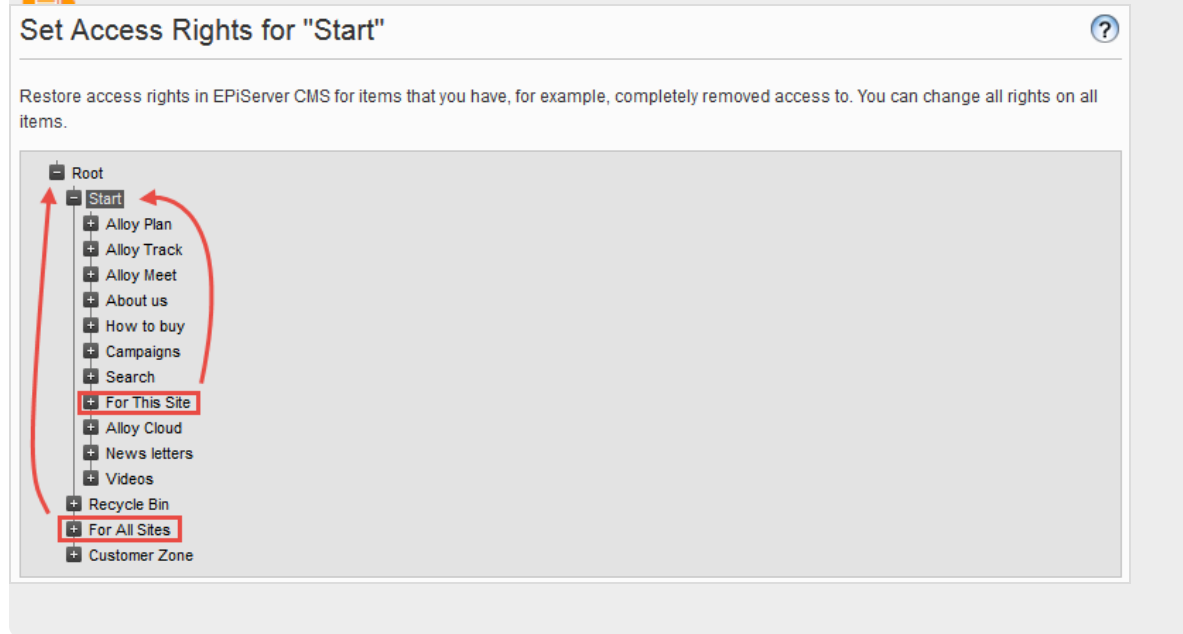 Set Access Rights for "Start"
?
Restore access rights in EPiServer CMS for items that you have, for example, completely removed access to. You can change all rights on all
items.
Root
Start
Alloy Plan
Alloy Track
Alloy Meet
About us
How to buy
Campaigns
Search
For This Site
Alloy Cloud
News letters
Videos
Recycle Bin
For All Sites
Customer Zone